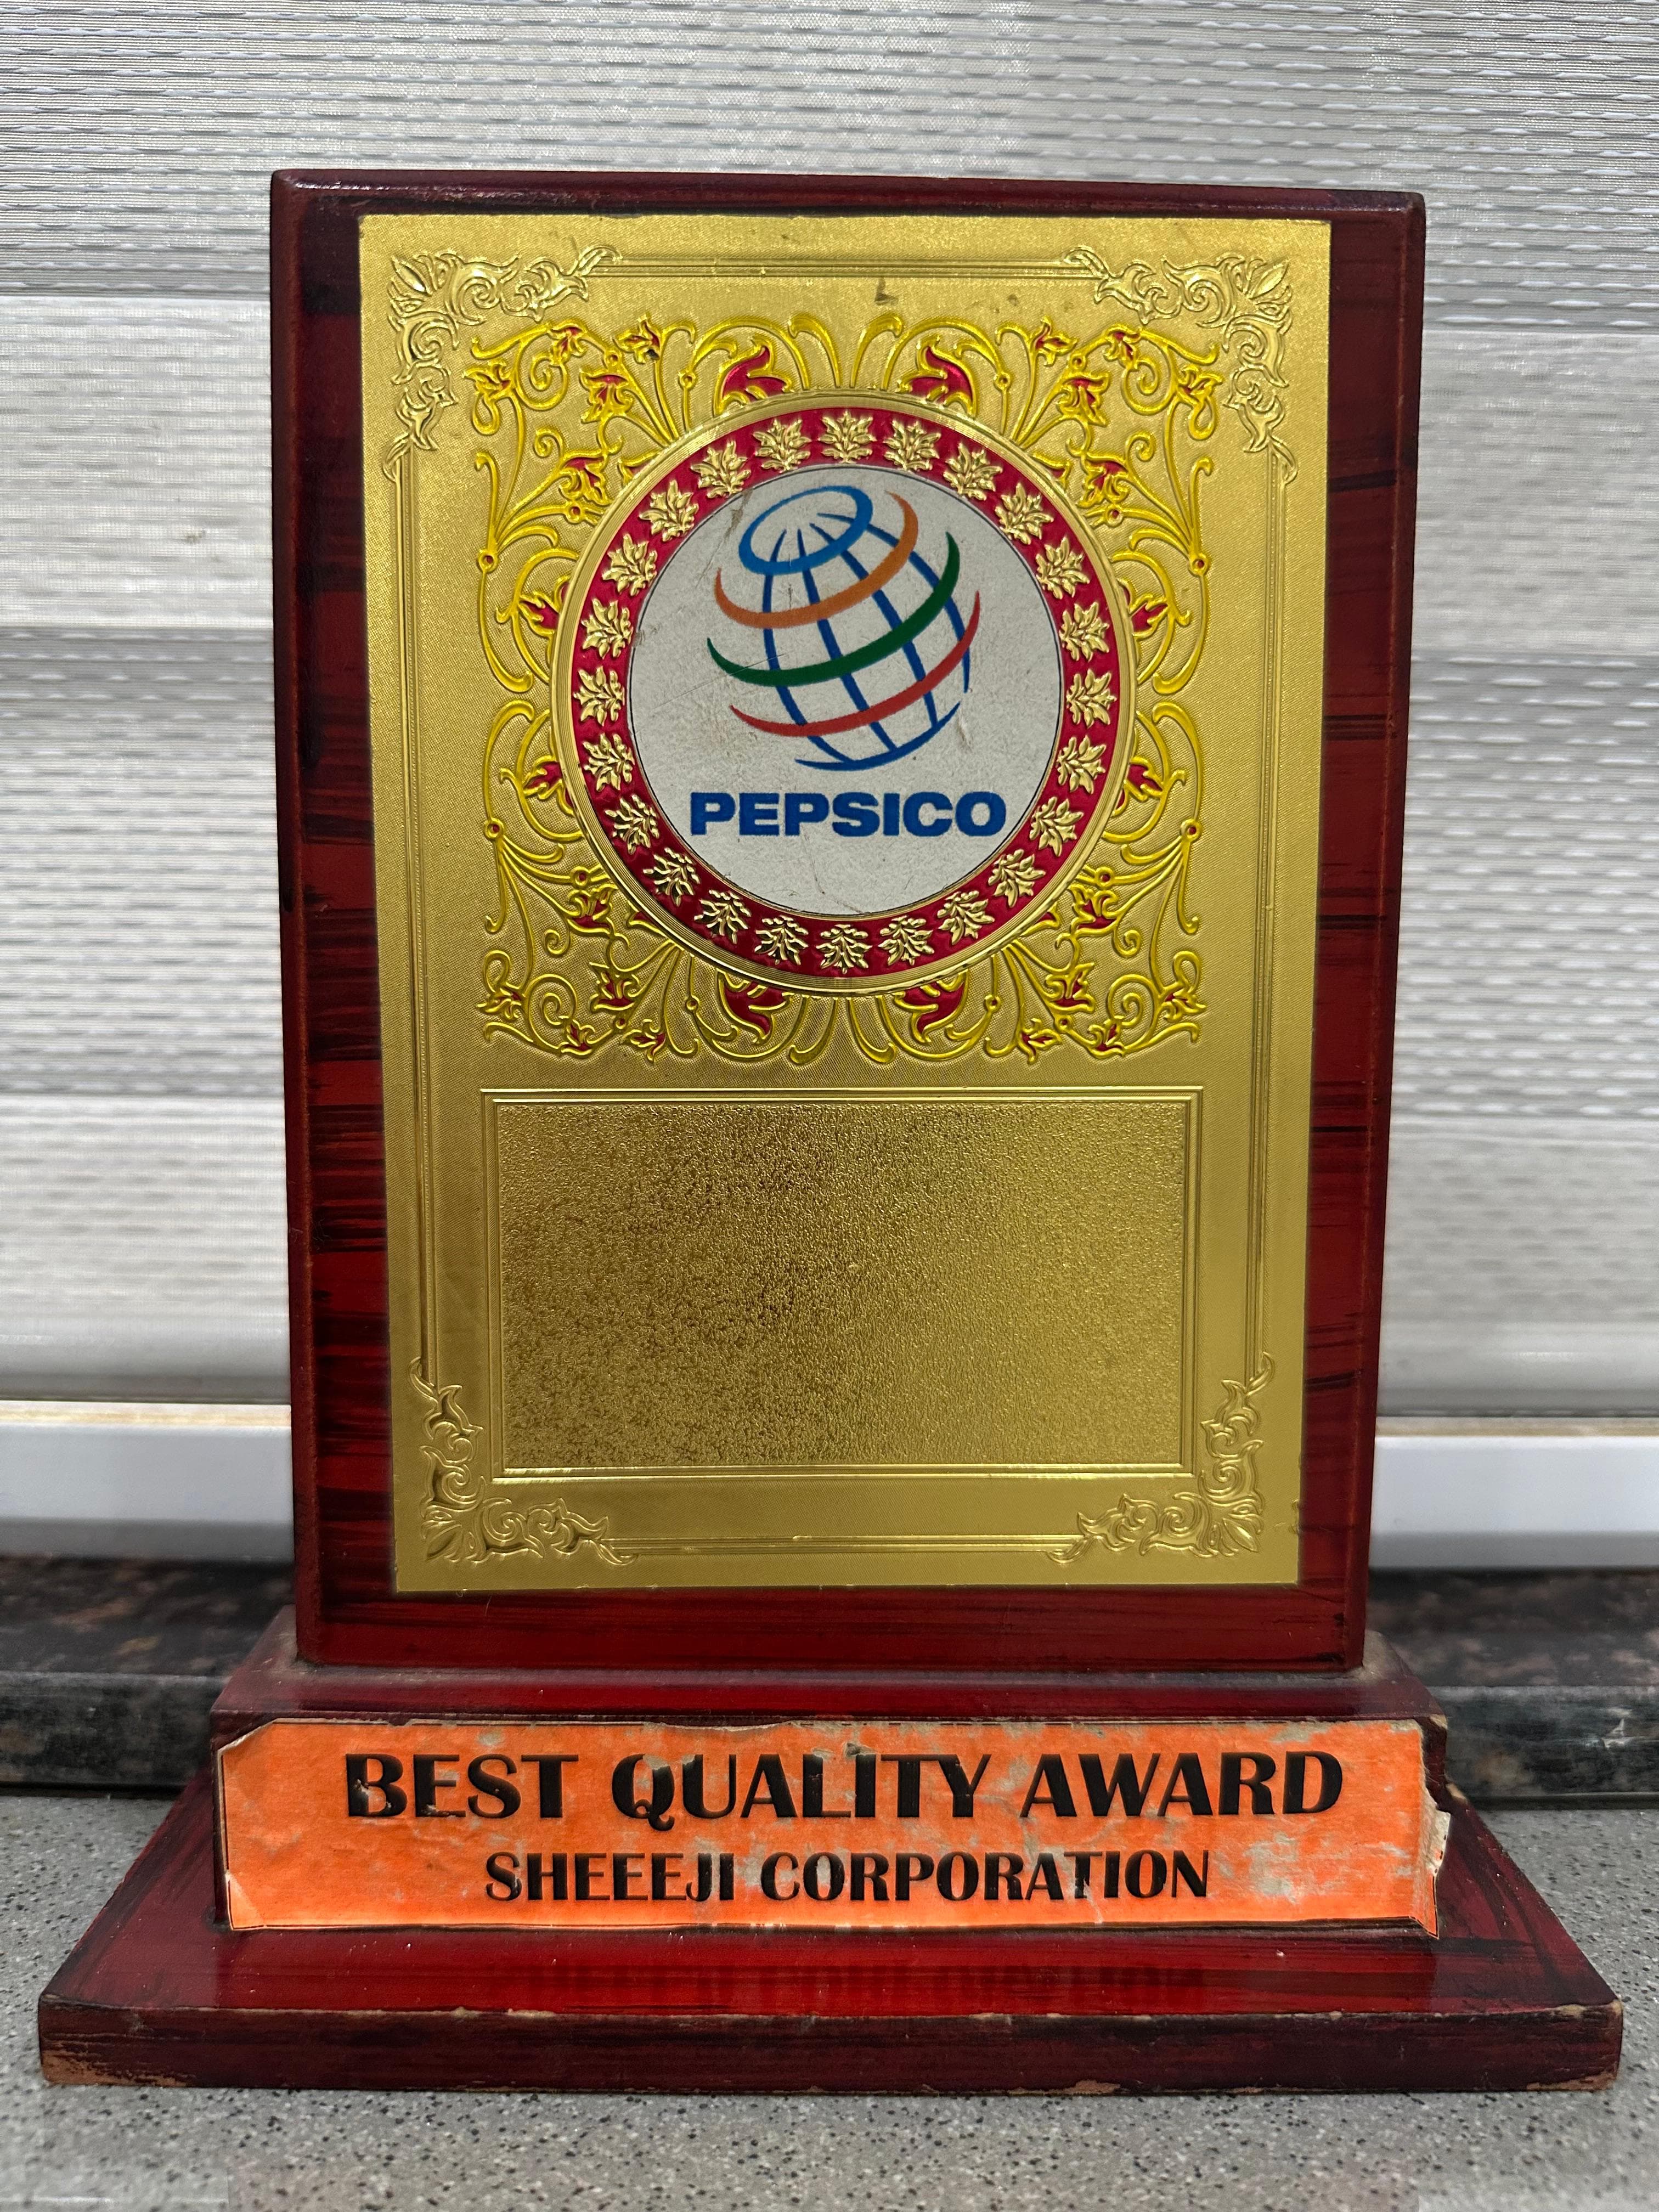 PEPSICO
BEST QUALITY AWARD
SHEEEJI CORPORATION